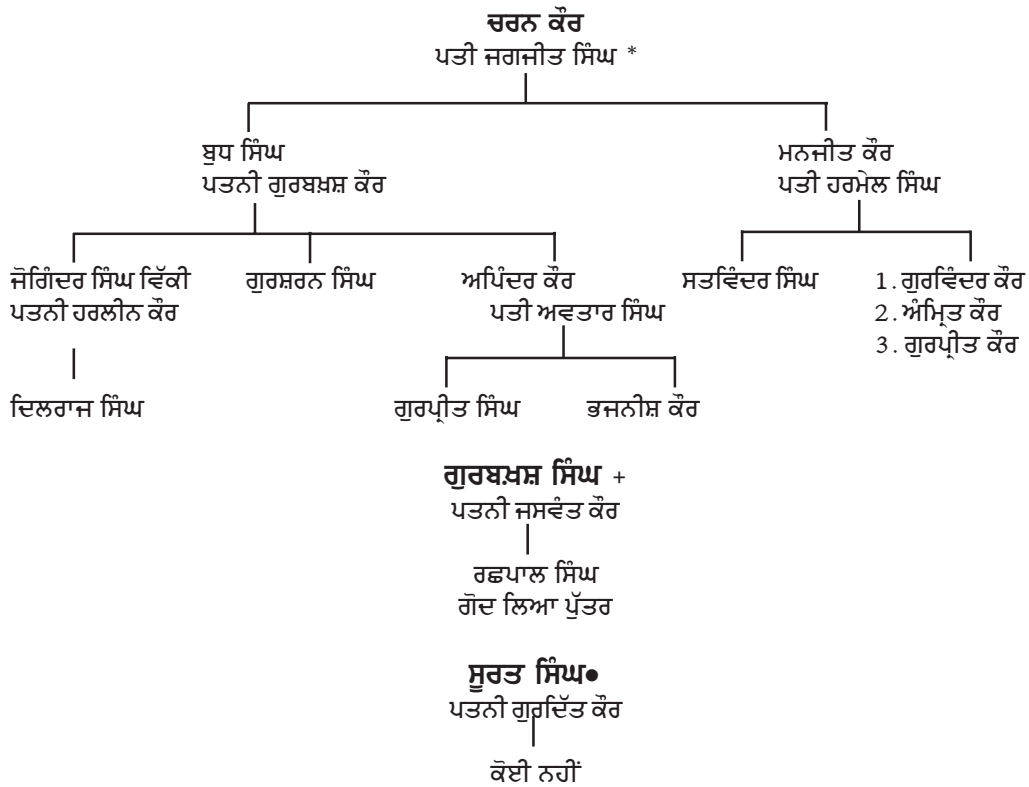 ਚਰਨ ਕੌਰ
ਪਤੀ ਜਗਜੀਤ ਸਿੰਘ *
ਬੁਧ ਸਿੰਘ
ਪਤਨੀ ਗੁਰਬਖ਼ਸ਼ ਕੌਰ
ਮਨਜੀਤ ਕੌਰ
ਪਤੀ ਹਰਮੇਲ ਸਿੰਘ
ਜੋਗਿੰਦਰ ਸਿੰਘ ਵਿੱਕੀ
ਪਤਨੀ ਹਰਲੀਨ ਕੌਰ
ਗੁਰਸ਼ਰਨ ਸਿੰਘ
ਅਪਿੰਦਰ ਕੌਰ
ਪਤੀ ਅਵਤਾਰ ਸਿੰਘ
ਸਤਵਿੰਦਰ ਸਿੰਘ
1. ਗੁਰਵਿੰਦਰ ਕੌਰ
2. ਅੰਮ੍ਰਿਤ ਕੌਰ
3. ਗੁਰਪ੍ਰੀਤ ਕੌਰ
ਦਿਲਰਾਜ ਸਿੰਘ
ਗੁਰਪ੍ਰੀਤ ਸਿੰਘ
ਭਜਨੀਸ਼ ਕੌਰ
ਗੁਰਬਖ਼ਸ਼ ਸਿੰਘ +
ਪਤਨੀ ਜਸਵੰਤ ਕੌਰ
ਰਛਪਾਲ ਸਿੰਘ
ਗੋਦ ਲਿਆ ਪੁੱਤਰ
ਸੂਰਤ ਸਿੰਘ●
ਪਤਨੀ ਗੁਰਦਿੱਤ ਕੌਰ
ਕੋਈ ਨਹੀਂ